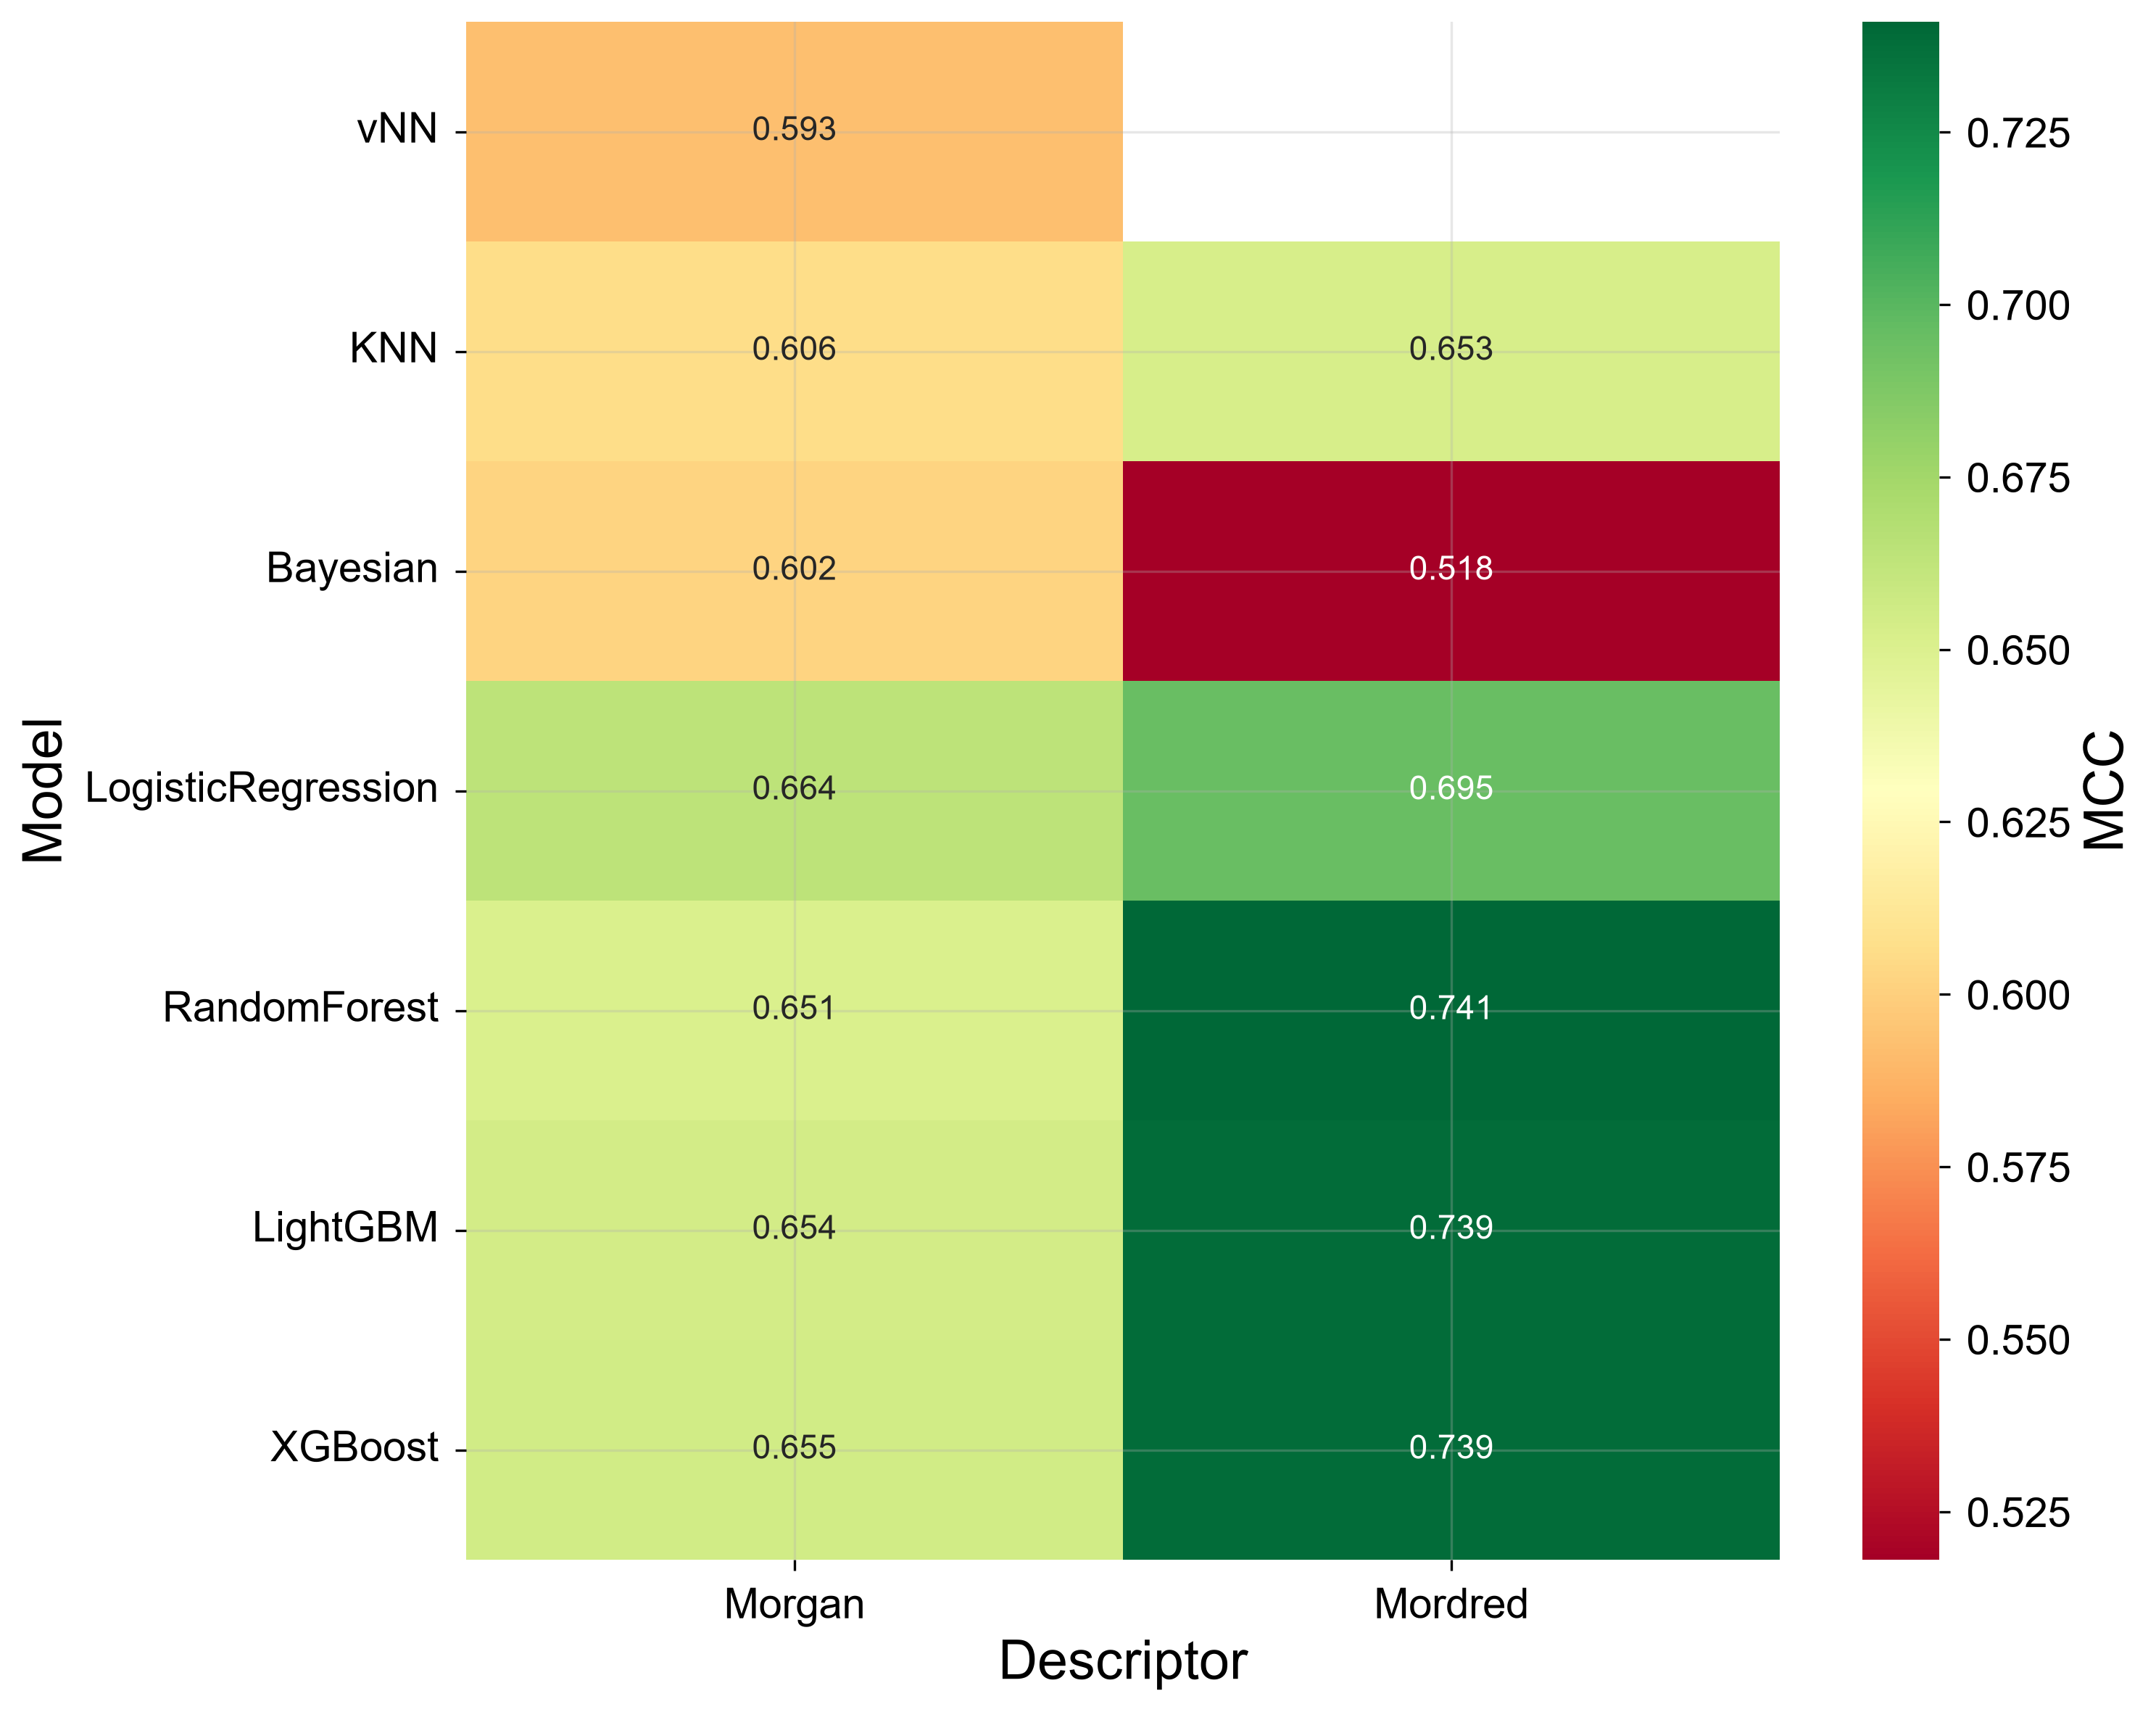 vNN 0.593
KNN 0.606 0.653
Bayesian 0.602 0.518
LogisticRegression 0.664 0.695
RandomForest 0.651 0.741
LightGBM 0.654 0.739
XGBoost 0.655 0.739
Morgan Mordred
Descriptor
Model
0.725
0.700
0.675
0.650
0.625
0.600
0.575
0.550
0.525
MCC